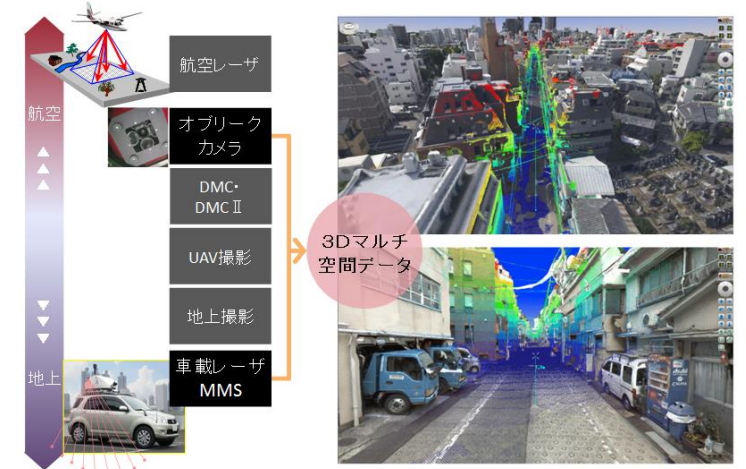 航空
航空レーザ
オブリーク
カメラ
DMC・
DMCⅡ
UAV撮影
地上撮影
車載レーザ
MMS
地上
3Dマルチ
空間データ